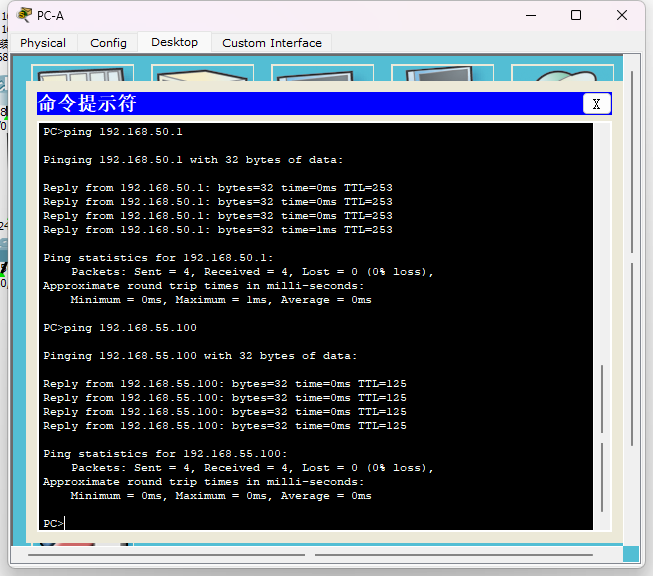 PC-A
Physical Config Desktop Custom Interface
命令提示符 X
PC>ping 192.168.50.1
Pinging 192.168.50.1 with 32 bytes of data:
Reply from 192.168.50.1: bytes=32 time=0ms TTL=253
Reply from 192.168.50.1: bytes=32 time=0ms TTL=253
Reply from 192.168.50.1: bytes=32 time=0ms TTL=253
Reply from 192.168.50.1: bytes=32 time=1ms TTL=253
Ping statistics for 192.168.50.1:
Packets: Sent = 4, Received = 4, Lost = 0 (0% loss),
Approximate round trip times in milli-seconds:
Minimum = 0ms, Maximum = 1ms, Average = 0ms
PC>ping 192.168.55.100
Pinging 192.168.55.100 with 32 bytes of data:
Reply from 192.168.55.100: bytes=32 time=0ms TTL=125
Reply from 192.168.55.100: bytes=32 time=0ms TTL=125
Reply from 192.168.55.100: bytes=32 time=0ms TTL=125
Reply from 192.168.55.100: bytes=32 time=0ms TTL=125
Ping statistics for 192.168.55.100:
Packets: Sent = 4, Received = 4, Lost = 0 (0% loss),
Approximate round trip times in milli-seconds:
Minimum = 0ms, Maximum = 0ms, Average = 0ms
PC>